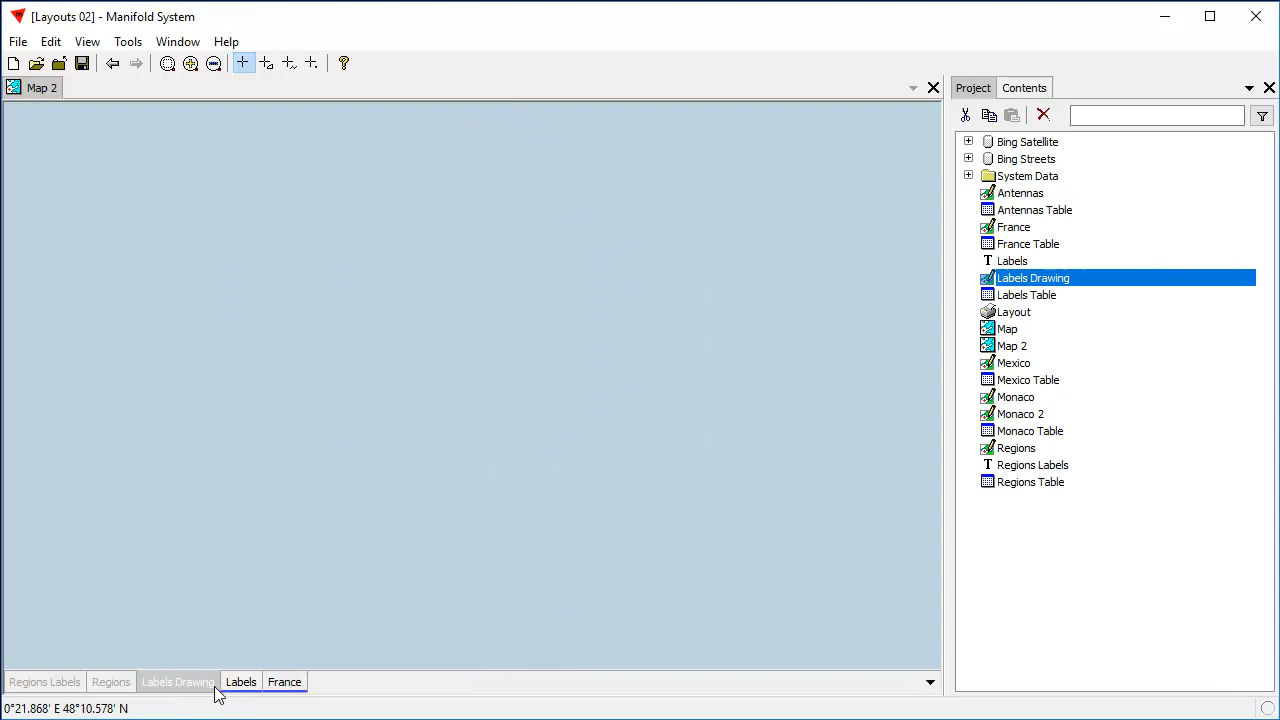 [Layouts 02] - Manifold System
File Edit View Tools Window Help
Map 2
Project Contents
Bing Satellite
Bing Streets
System Data
Antennas
Antennas Table
France
France Table
T Labels
Labels Drawing
Labels Table
Layout
Map
Map 2
Mexico
Mexico Table
Monaco
Monaco 2
Monaco Table
Regions
T Regions Labels
Regions Table
Regions Labels Regions Labels Drawing Labels France
0°21.868' E 48°10.578' N